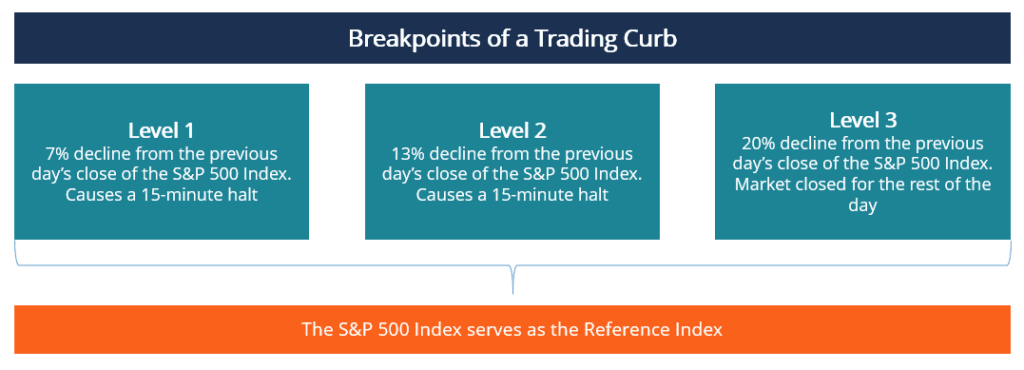 Breakpoints of a Trading Curb
Level 1
7% decline from the previous
day’s close of the S&P 500 Index.
Causes a 15-minute halt
Level 2
13% decline from the previous
day’s close of the S&P 500 Index.
Causes a 15-minute halt
Level 3
20% decline from the previous
day’s close of the S&P 500 Index.
Market closed for the rest of the
day
The S&P 500 Index serves as the Reference Index